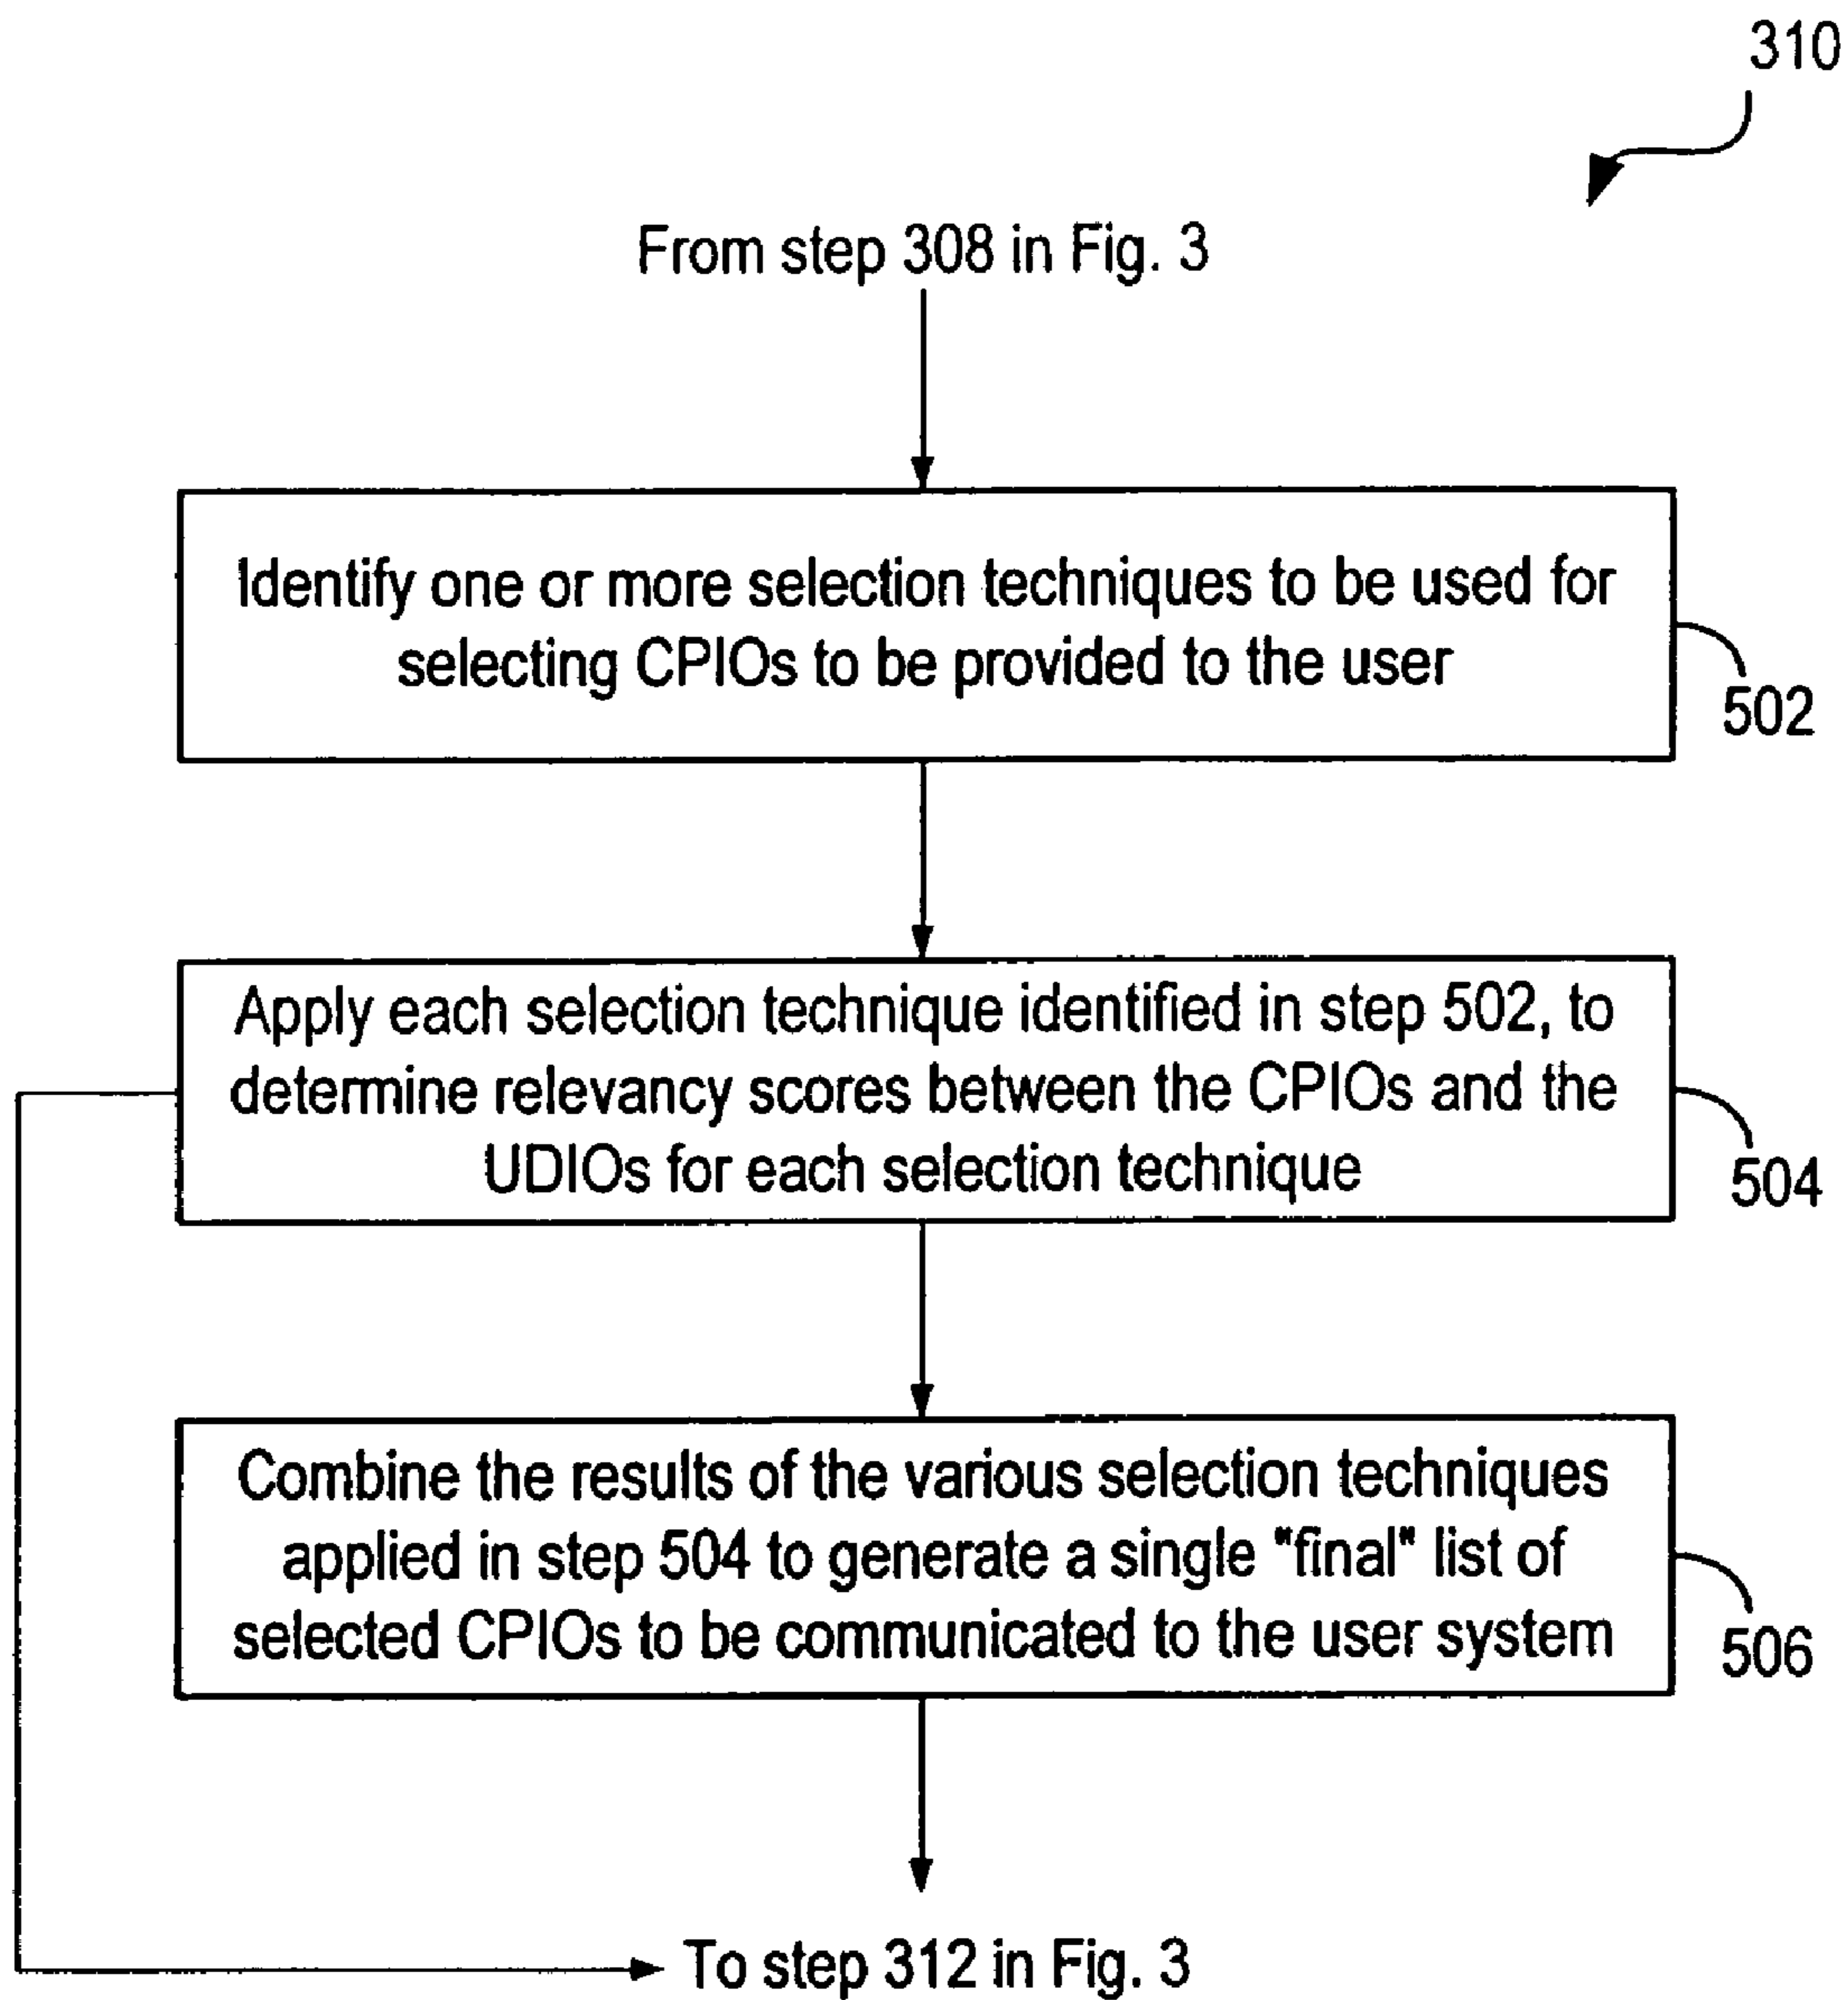 310
From step 308 in Fig. 3
Identify one or more selection techniques to be used for
selecting CPIOs to be provided to the user
502
Apply each selection technique identified in step 502, to
determine relevancy scores between the CPIOs and the
UDIOs for each selection technique
504
Combine the results of the various selection techniques
applied in step 504 to generate a single "final" list of
selected CPIOs to be communicated to the user system
506
To step 312 in Fig. 3